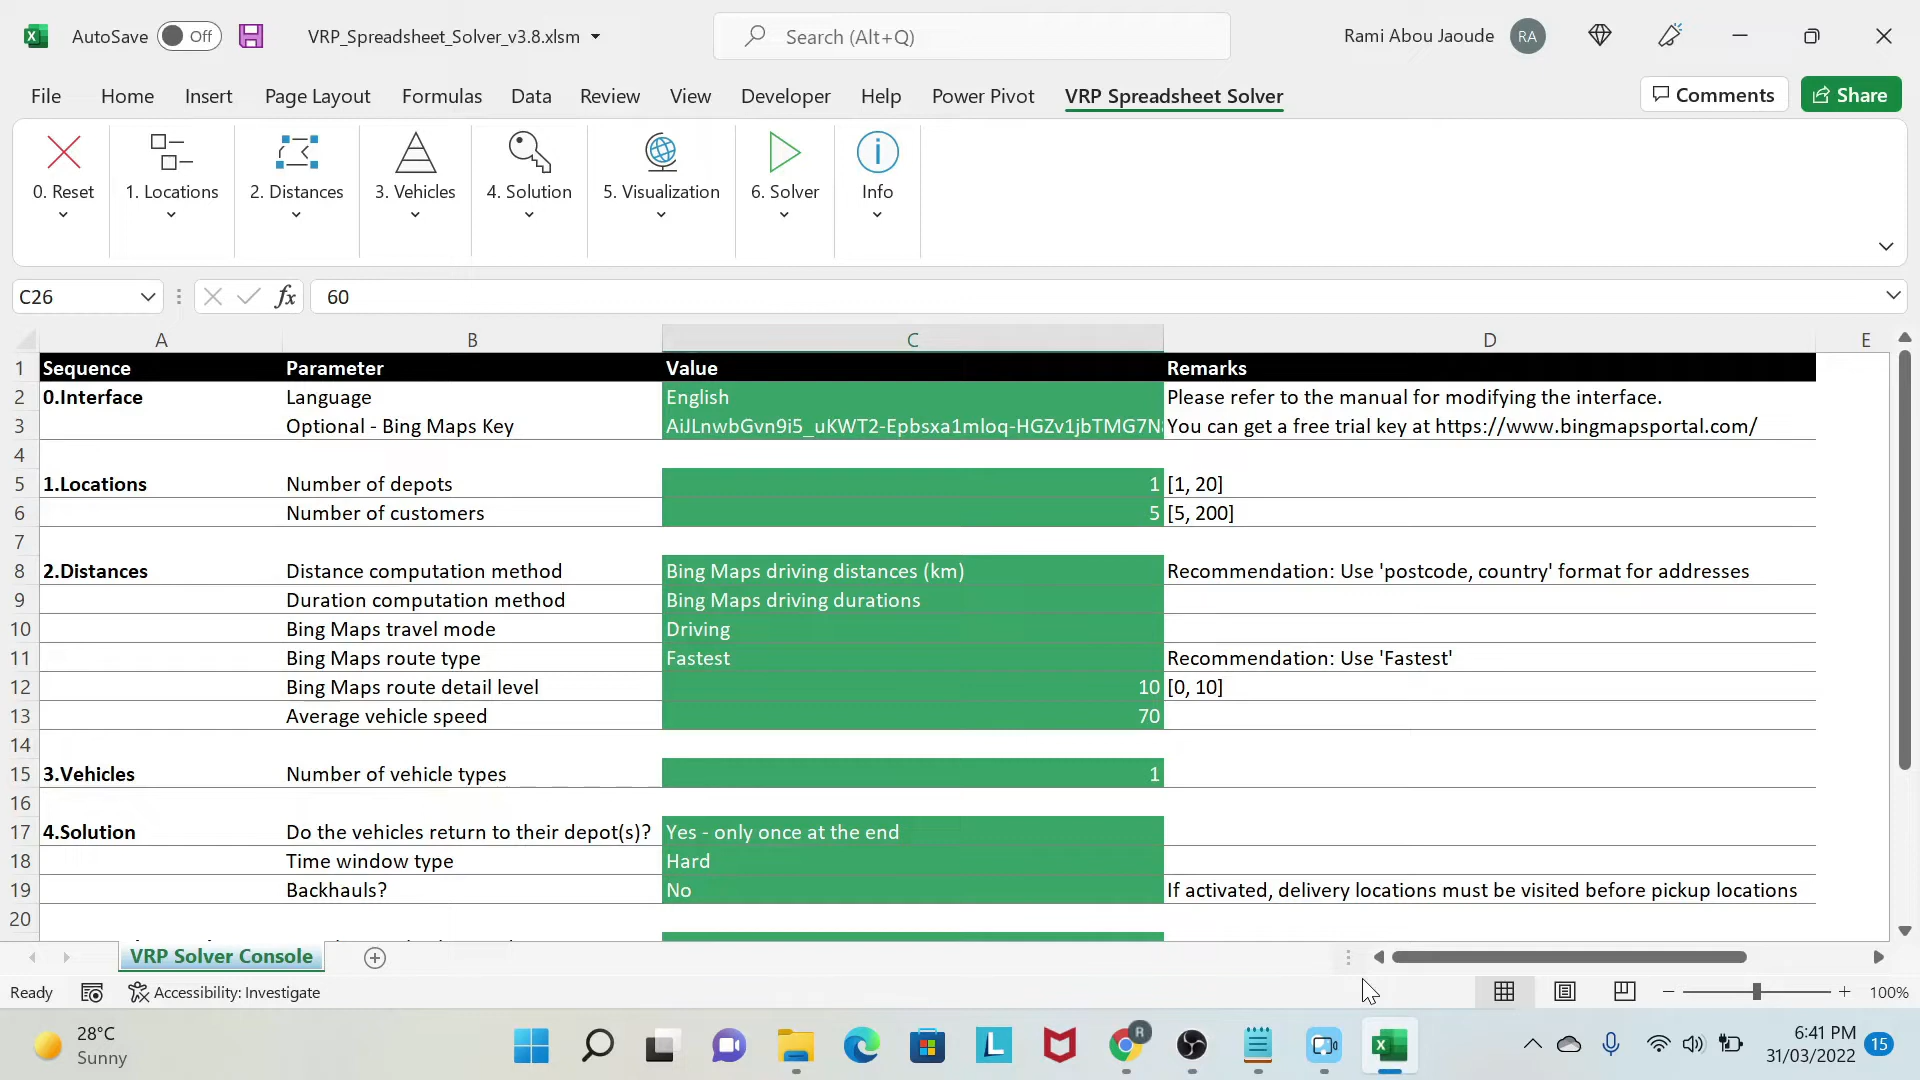 AutoSave Off VRP_Spreadsheet_Solver_v3.8.xlsm Search (Alt+Q) Rami Abou Jaoude RA
File Home Insert Page Layout Formulas Data Review View Developer Help Power Pivot VRP Spreadsheet Solver Comments Share
0. Reset 1. Locations 2. Distances 3. Vehicles 4. Solution 5. Visualization 6. Solver Info
C26 fx 60
A B C D E
1 Sequence Parameter Value Remarks
2 0.Interface Language English Please refer to the manual for modifying the interface.
3 Optional - Bing Maps Key AiJLnwbGvn9i5_uKWT2-Epbsxa1mloq-HGZv1jbTMG7N You can get a free trial key at https://www.bingmapsportal.com/
4
5 1.Locations Number of depots 1 [1, 20]
6 Number of customers 5 [5, 200]
7
8 2.Distances Distance computation method Bing Maps driving distances (km) Recommendation: Use 'postcode, country' format for addresses
9 Duration computation method Bing Maps driving durations
10 Bing Maps travel mode Driving
11 Bing Maps route type Fastest Recommendation: Use 'Fastest'
12 Bing Maps route detail level 10 [0, 10]
13 Average vehicle speed 70
14
15 3.Vehicles Number of vehicle types 1
16
17 4.Solution Do the vehicles return to their depot(s)? Yes - only once at the end
18 Time window type Hard
19 Backhauls? No If activated, delivery locations must be visited before pickup locations
20
VRP Solver Console
Ready Accessibility: Investigate 100%
28°C
Sunny
L
R
6:41 PM
31/03/2022
15